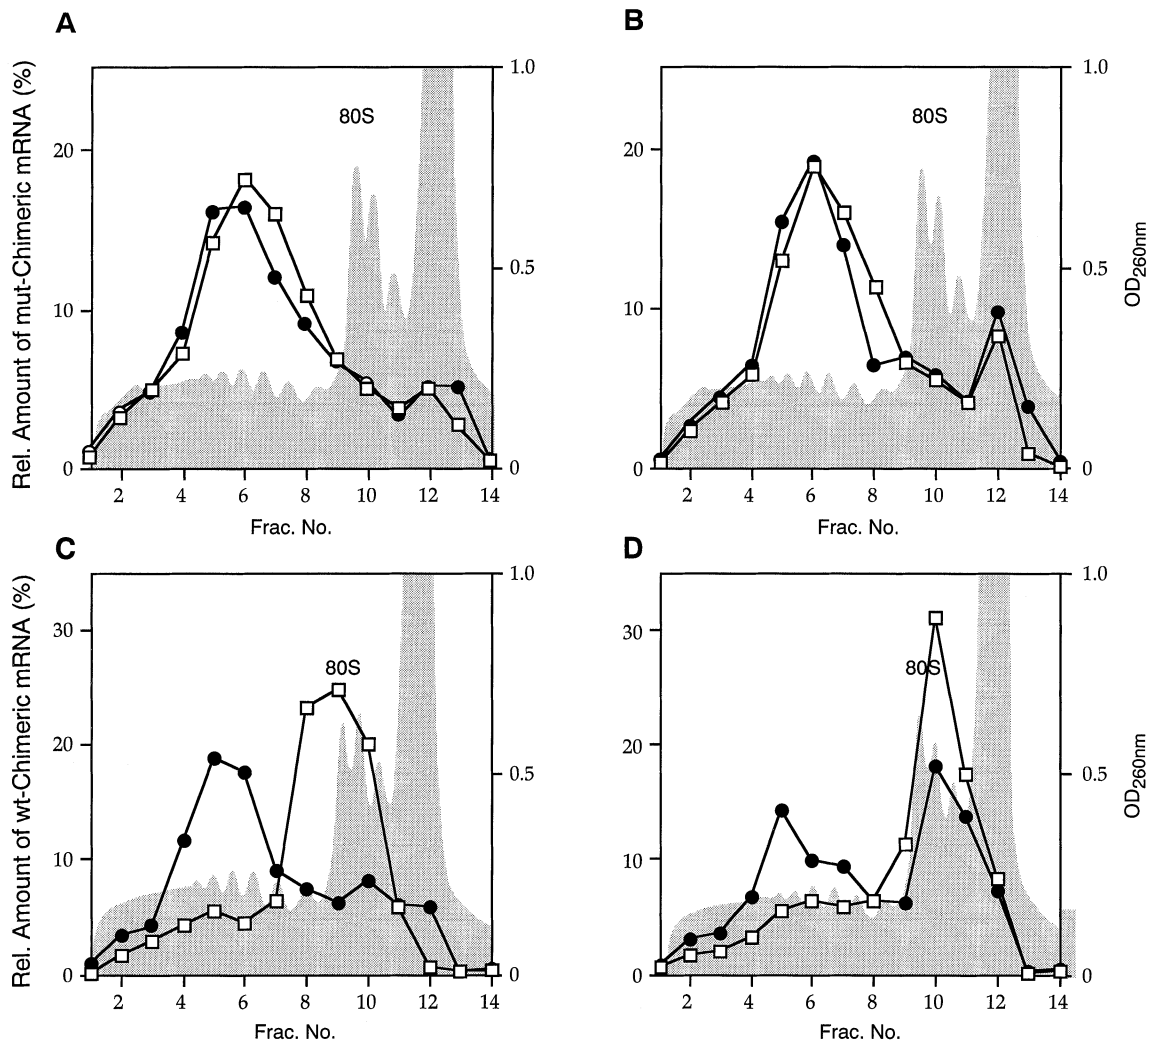 A
B
Rel. Amount of mut-Chimeric mRNA (%)
20
10
0
80S
1.0
0.5
0
2 4 6 8 10 12 14
Frac. No.
20
10
0
80S
1.0
0.5
0
OD260nm
2 4 6 8 10 12 14
Frac. No.
C
D
Rel. Amount of wt-Chimeric mRNA (%)
30
20
10
0
80S
1.0
0.5
0
2 4 6 8 10 12 14
Frac. No.
30
20
10
0
80S
1.0
0.5
0
OD260nm
2 4 6 8 10 12 14
Frac. No.